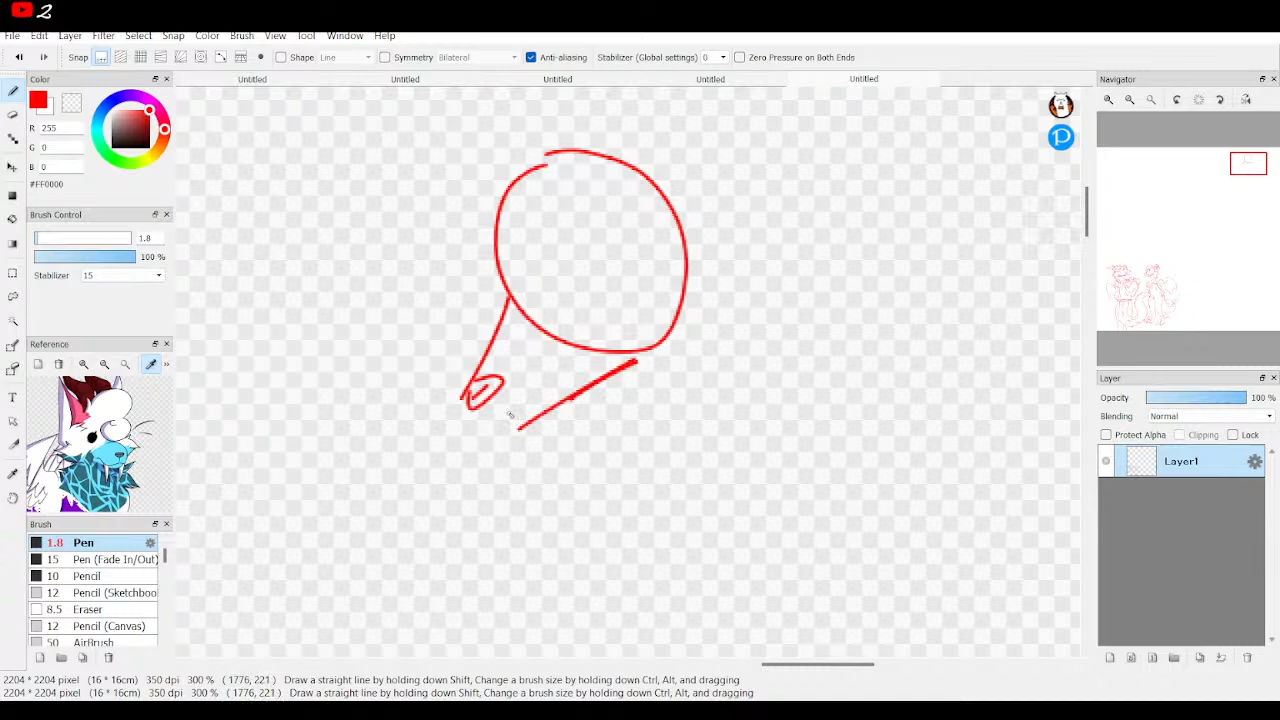 2
File Edit Layer Filter Select Snap Color Brush View Tool Window Help
Snap Shape Line Symmetry Bilateral Anti-aliasing Stabilizer (Global settings) 0 Zero Pressure on Both Ends
Color Untitled Untitled Untitled Untitled Untitled Navigator
R 255
G 0
B 0
#FF0000
Brush Control
1.8
100 %
Stabilizer 15
Reference
Layer
Opacity 100 %
Blending Normal
Protect Alpha Clipping Lock
Layer1
Brush
1.8 Pen
15 Pen (Fade In/Out)
10 Pencil
12 Pencil (Sketchboo
8.5 Eraser
12 Pencil (Canvas)
50 AirBrush
2204 * 2204 pixel (16 * 16cm) 350 dpi 300 % ( 1776, 221 ) Draw a straight line by holding down Shift, Change a brush size by holding down Ctrl, Alt, and dragging
2204 * 2204 pixel (16 * 16cm) 350 dpi 300 % ( 1776, 221 ) Draw a straight line by holding down Shift, Change a brush size by holding down Ctrl, Alt, and dragging